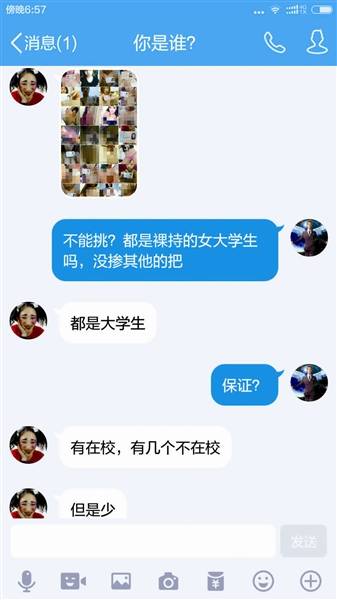 傍晚6:57
消息(1)
你是谁?
不能挑?都是裸持的女大学生
吗,没掺其他的把
都是大学生
保证?
有在校,有几个不在校
但是少
发送